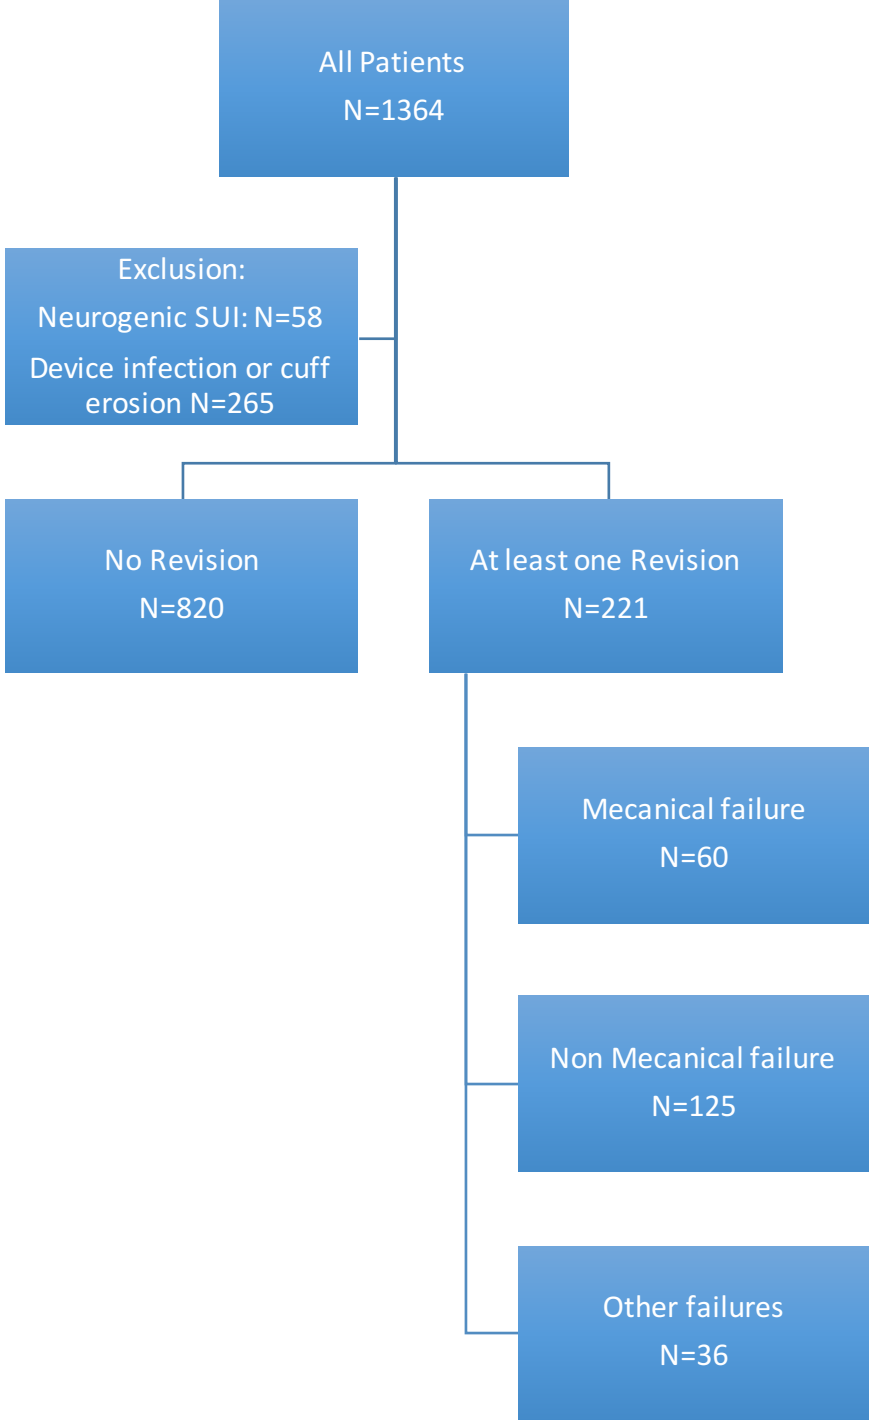 All Patients
N=1364
Exclusion:
Neurogenic SUI: N=58
Device infection or cuff
erosion N=265
No Revision
N=820
At least one Revision
N=221
Mecanical failure
N=60
Non Mecanical failure
N=125
Other failures
N=36